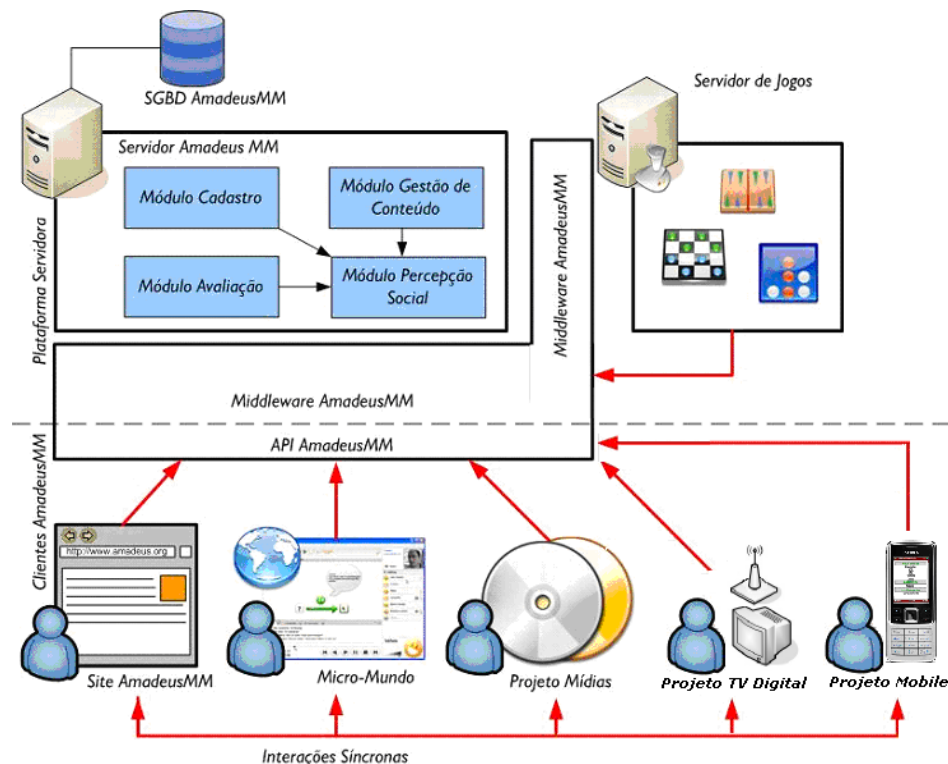 SGBD AmadeusMM
Servidor de Jogos
Servidor Amadeus MM
Módulo Cadastro
Módulo Gestão de
Conteúdo
Módulo Avaliação
Módulo Percepção
Social
Plataforma Servidora
Middleware AmadeusMM
Middleware AmadeusMM
API AmadeusMM
Clientes AmadeusMM
http://www.amadeus.org
Site AmadeusMM
Micro-Mundo
Projeto Mídias
Projeto TV Digital
Projeto Mobile
Interações Síncronas